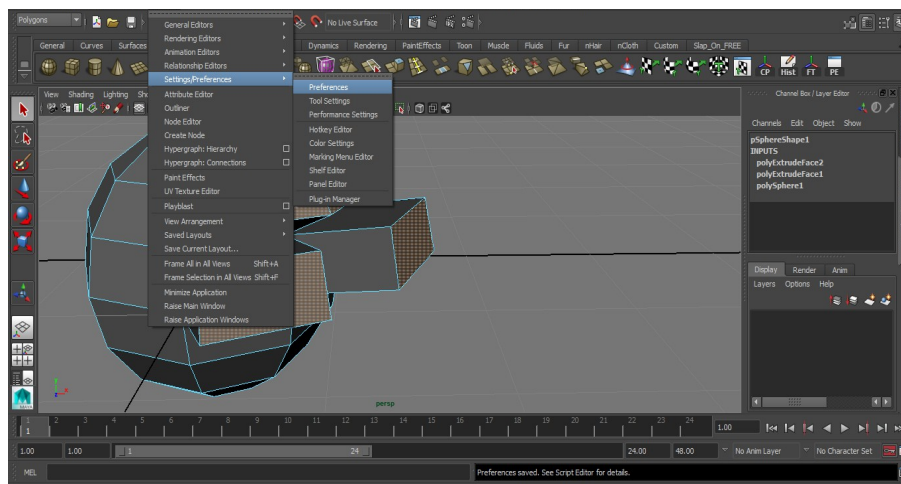 Polygons
No Live Surface
General Curves Surfaces
Dynamics Rendering PaintEffects Toon Muscle Fluids Fur nHair nCloth Custom Slap_On_FREE
CP Hist FT PE
View Shading Lighting Sho
General Editors
Rendering Editors
Animation Editors
Relationship Editors
Settings/Preferences
Attribute Editor
Outliner
Node Editor
Create Node
Hypergraph: Hierarchy
Hypergraph: Connections
Paint Effects
UV Texture Editor
Playblast
View Arrangement
Saved Layouts
Save Current Layout...
Frame All in All Views Shift+A
Frame Selection in All Views Shift+F
Minimize Application
Raise Main Window
Raise Application Windows
Preferences
Tool Settings
Performance Settings
Hotkey Editor
Color Settings
Marking Menu Editor
Shelf Editor
Panel Editor
Plug-in Manager
Channel Box / Layer Editor
Channels Edit Object Show
pSphereShape1
INPUTS
polyExtrudeFace2
polyExtrudeFace1
polySphere1
Display Render Anim
Layers Options Help
persp
1 2 3 4 5 6 7 8 9 10 11 12 13 14 15 16 17 18 19 20 21 22 23 24
1
1.00
1.00 1.00 1 24 24.00 48.00 No Anim Layer No Character Set
MEL
Preferences saved. See Script Editor for details.